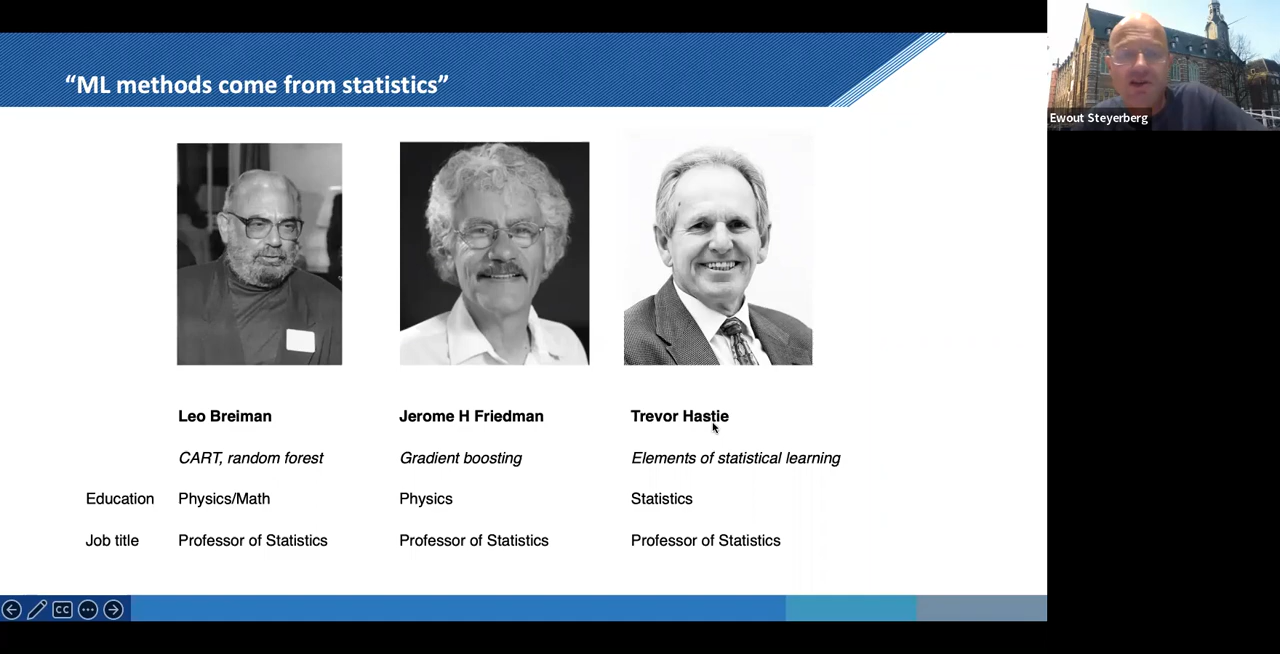 “ML methods come from statistics”
Ewout Steyerberg
Leo Breiman Jerome H Friedman Trevor Hastie
CART, random forest Gradient boosting Elements of statistical learning
Education Physics/Math Physics Statistics
Job title Professor of Statistics Professor of Statistics Professor of Statistics
CC